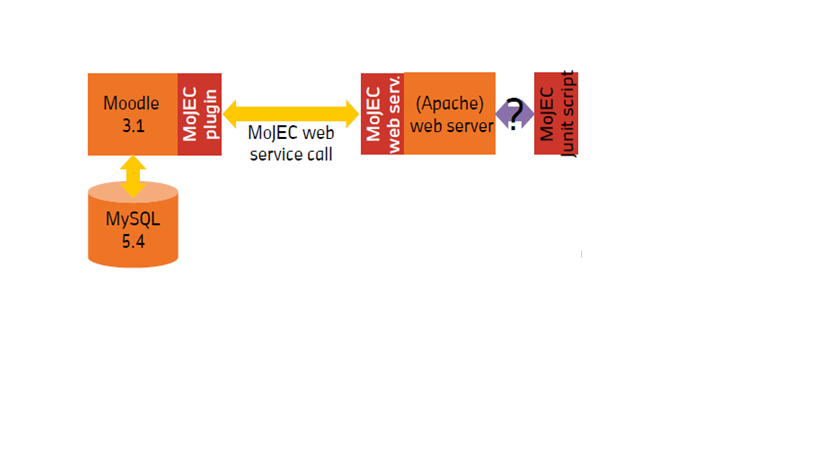 Moodle
3.1
MoJEC
plugin
MoJEC web
service call
MoJEC
web serv.
(Apache)
web server
?
MoJEC
Junit script
MySQL
5.4